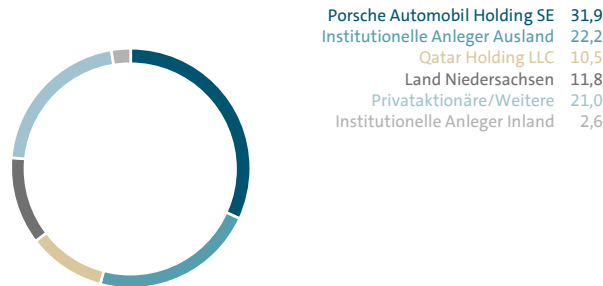 Porsche Automobil Holding SE 31,9
Institutionelle Anleger Ausland 22,2
Qatar Holding LLC 10,5
Land Niedersachsen 11,8
Privataktionäre/Weitere 21,0
Institutionelle Anleger Inland 2,6